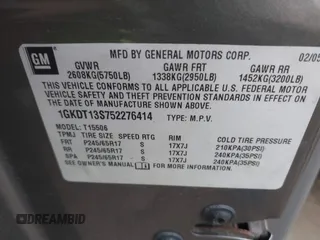 GM
MFD BY GENERAL MOTORS CORP. 02/05
GVWR GAWR FRT GAWR RR
2608KG(5750LB) 1338KG(2950LB) 1452KG(3200LB)
THIS VEHICLE CONFORMS TO ALL APPLICABLE U.S. FEDERAL
MOTOR VEHICLE SAFETY AND THEFT PREVENTION STANDARDS IN
EFFECT ON THE DATE OF MANUFACTURE SHOWN ABOVE.
1GKDT13S752276414 TYPE: M.P.V.
MODEL: T15506
TPMJ TIRE SIZE SPEED RTG RIM COLD TIRE PRESSURE
FRT P245/65R17 S 17X7J 210KPA(30PSI)
RR P245/65R17 S 17X7J 240KPA(35PSI)
SPA P245/65R17 S 17X7J 240KPA(35PSI)
SEE OWNER'S MANUAL
DREAMBID